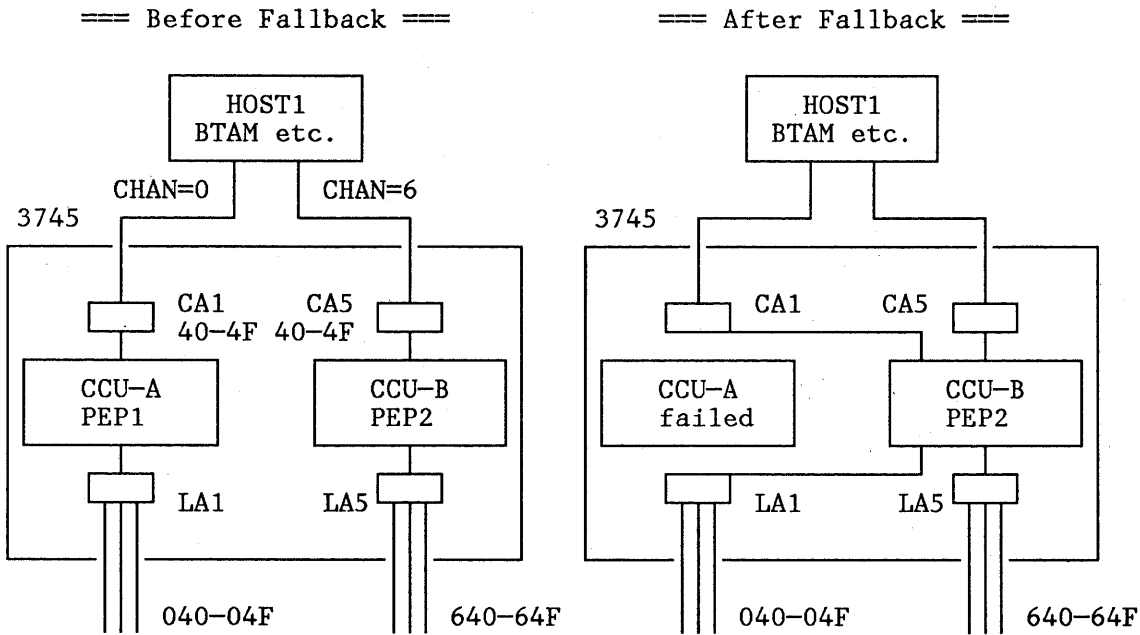 === Before Fallback ===
HOST1
BTAM etc.
CHAN=0
CHAN=6
3745
CA1
40-4F
CA5
40-4F
CCU-A
PEP1
CCU-B
PEP2
LA1
LA5
040-04F
640-64F
=== After Fallback ===
HOST1
BTAM etc.
3745
CA1
CA5
CCU-A
failed
CCU-B
PEP2
LA1
LA5
040-04F
640-64F